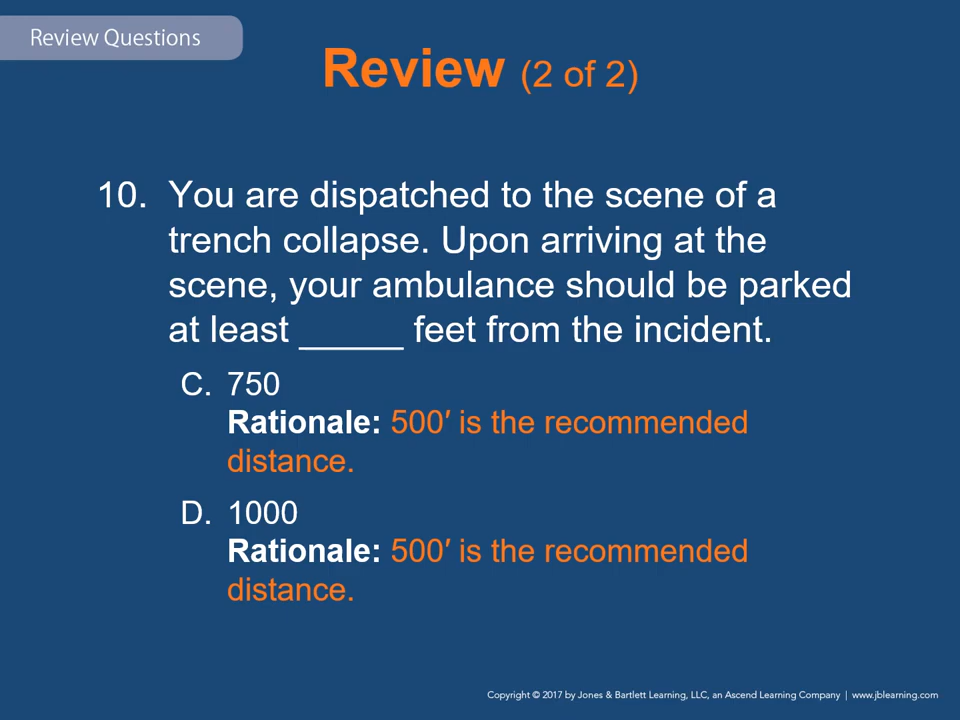 Review Questions
Review (2 of 2)
10. You are dispatched to the scene of a
trench collapse. Upon arriving at the
scene, your ambulance should be parked
at least _____ feet from the incident.
C. 750
Rationale: 500′ is the recommended
distance.
D. 1000
Rationale: 500′ is the recommended
distance.
Copyright © 2017 by Jones & Bartlett Learning, LLC, an Ascend Learning Company | www.jblearning.com